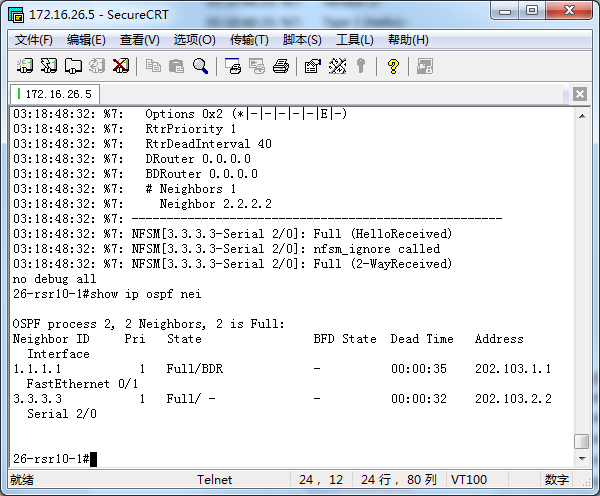 172.16.26.5 - SecureCRT
文件(F) 编辑(E) 查看(V) 选项(O) 传输(T) 脚本(S) 工具(L) 帮助(H)
172.16.26.5
03:18:48:32: %7:   Options 0x2 (*|-|-|-|-|-|E|-)
03:18:48:32: %7:   RtrPriority 1
03:18:48:32: %7:   RtrDeadInterval 40
03:18:48:32: %7:   DRouter 0.0.0.0
03:18:48:32: %7:   BDRouter 0.0.0.0
03:18:48:32: %7:   # Neighbors 1
03:18:48:32: %7:     Neighbor 2.2.2.2
03:18:48:32: %7: -----------------------------------------------------
03:18:48:32: %7: NFSM[3.3.3.3-Serial 2/0]: Full (HelloReceived)
03:18:48:32: %7: NFSM[3.3.3.3-Serial 2/0]: nfsm_ignore called
03:18:48:32: %7: NFSM[3.3.3.3-Serial 2/0]: Full (2-WayReceived)
no debug all
26-rsr10-1#show ip ospf nei
OSPF process 2, 2 Neighbors, 2 is Full:
Neighbor ID     Pri   State                BFD State  Dead Time   Address
  Interface
1.1.1.1           1   Full/BDR             -          00:00:35    202.103.1.1
  FastEthernet 0/1
3.3.3.3           1   Full/ -              -          00:00:32    202.103.2.2
  Serial 2/0
26-rsr10-1#
就绪 Telnet 24, 12 24 行, 80 列 VT100 数字